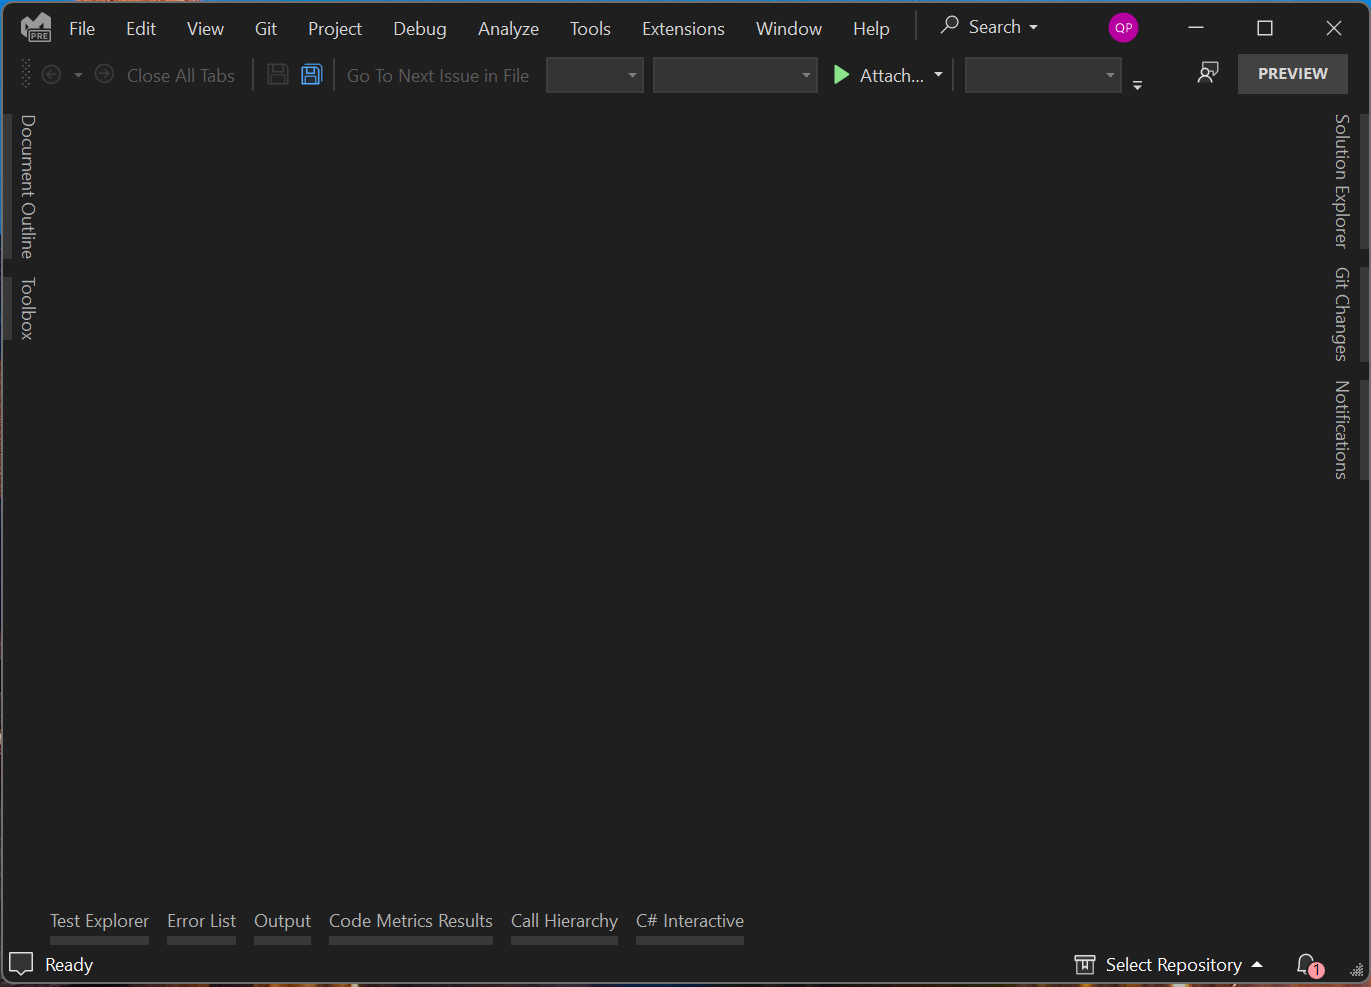 PRE File Edit View Git Project Debug Analyze Tools Extensions Window Help Search QP
Close All Tabs Go To Next Issue in File Attach... PREVIEW
Document Outline
Toolbox
Solution Explorer
Git Changes
Notifications
Test Explorer Error List Output Code Metrics Results Call Hierarchy C# Interactive
Ready Select Repository 1